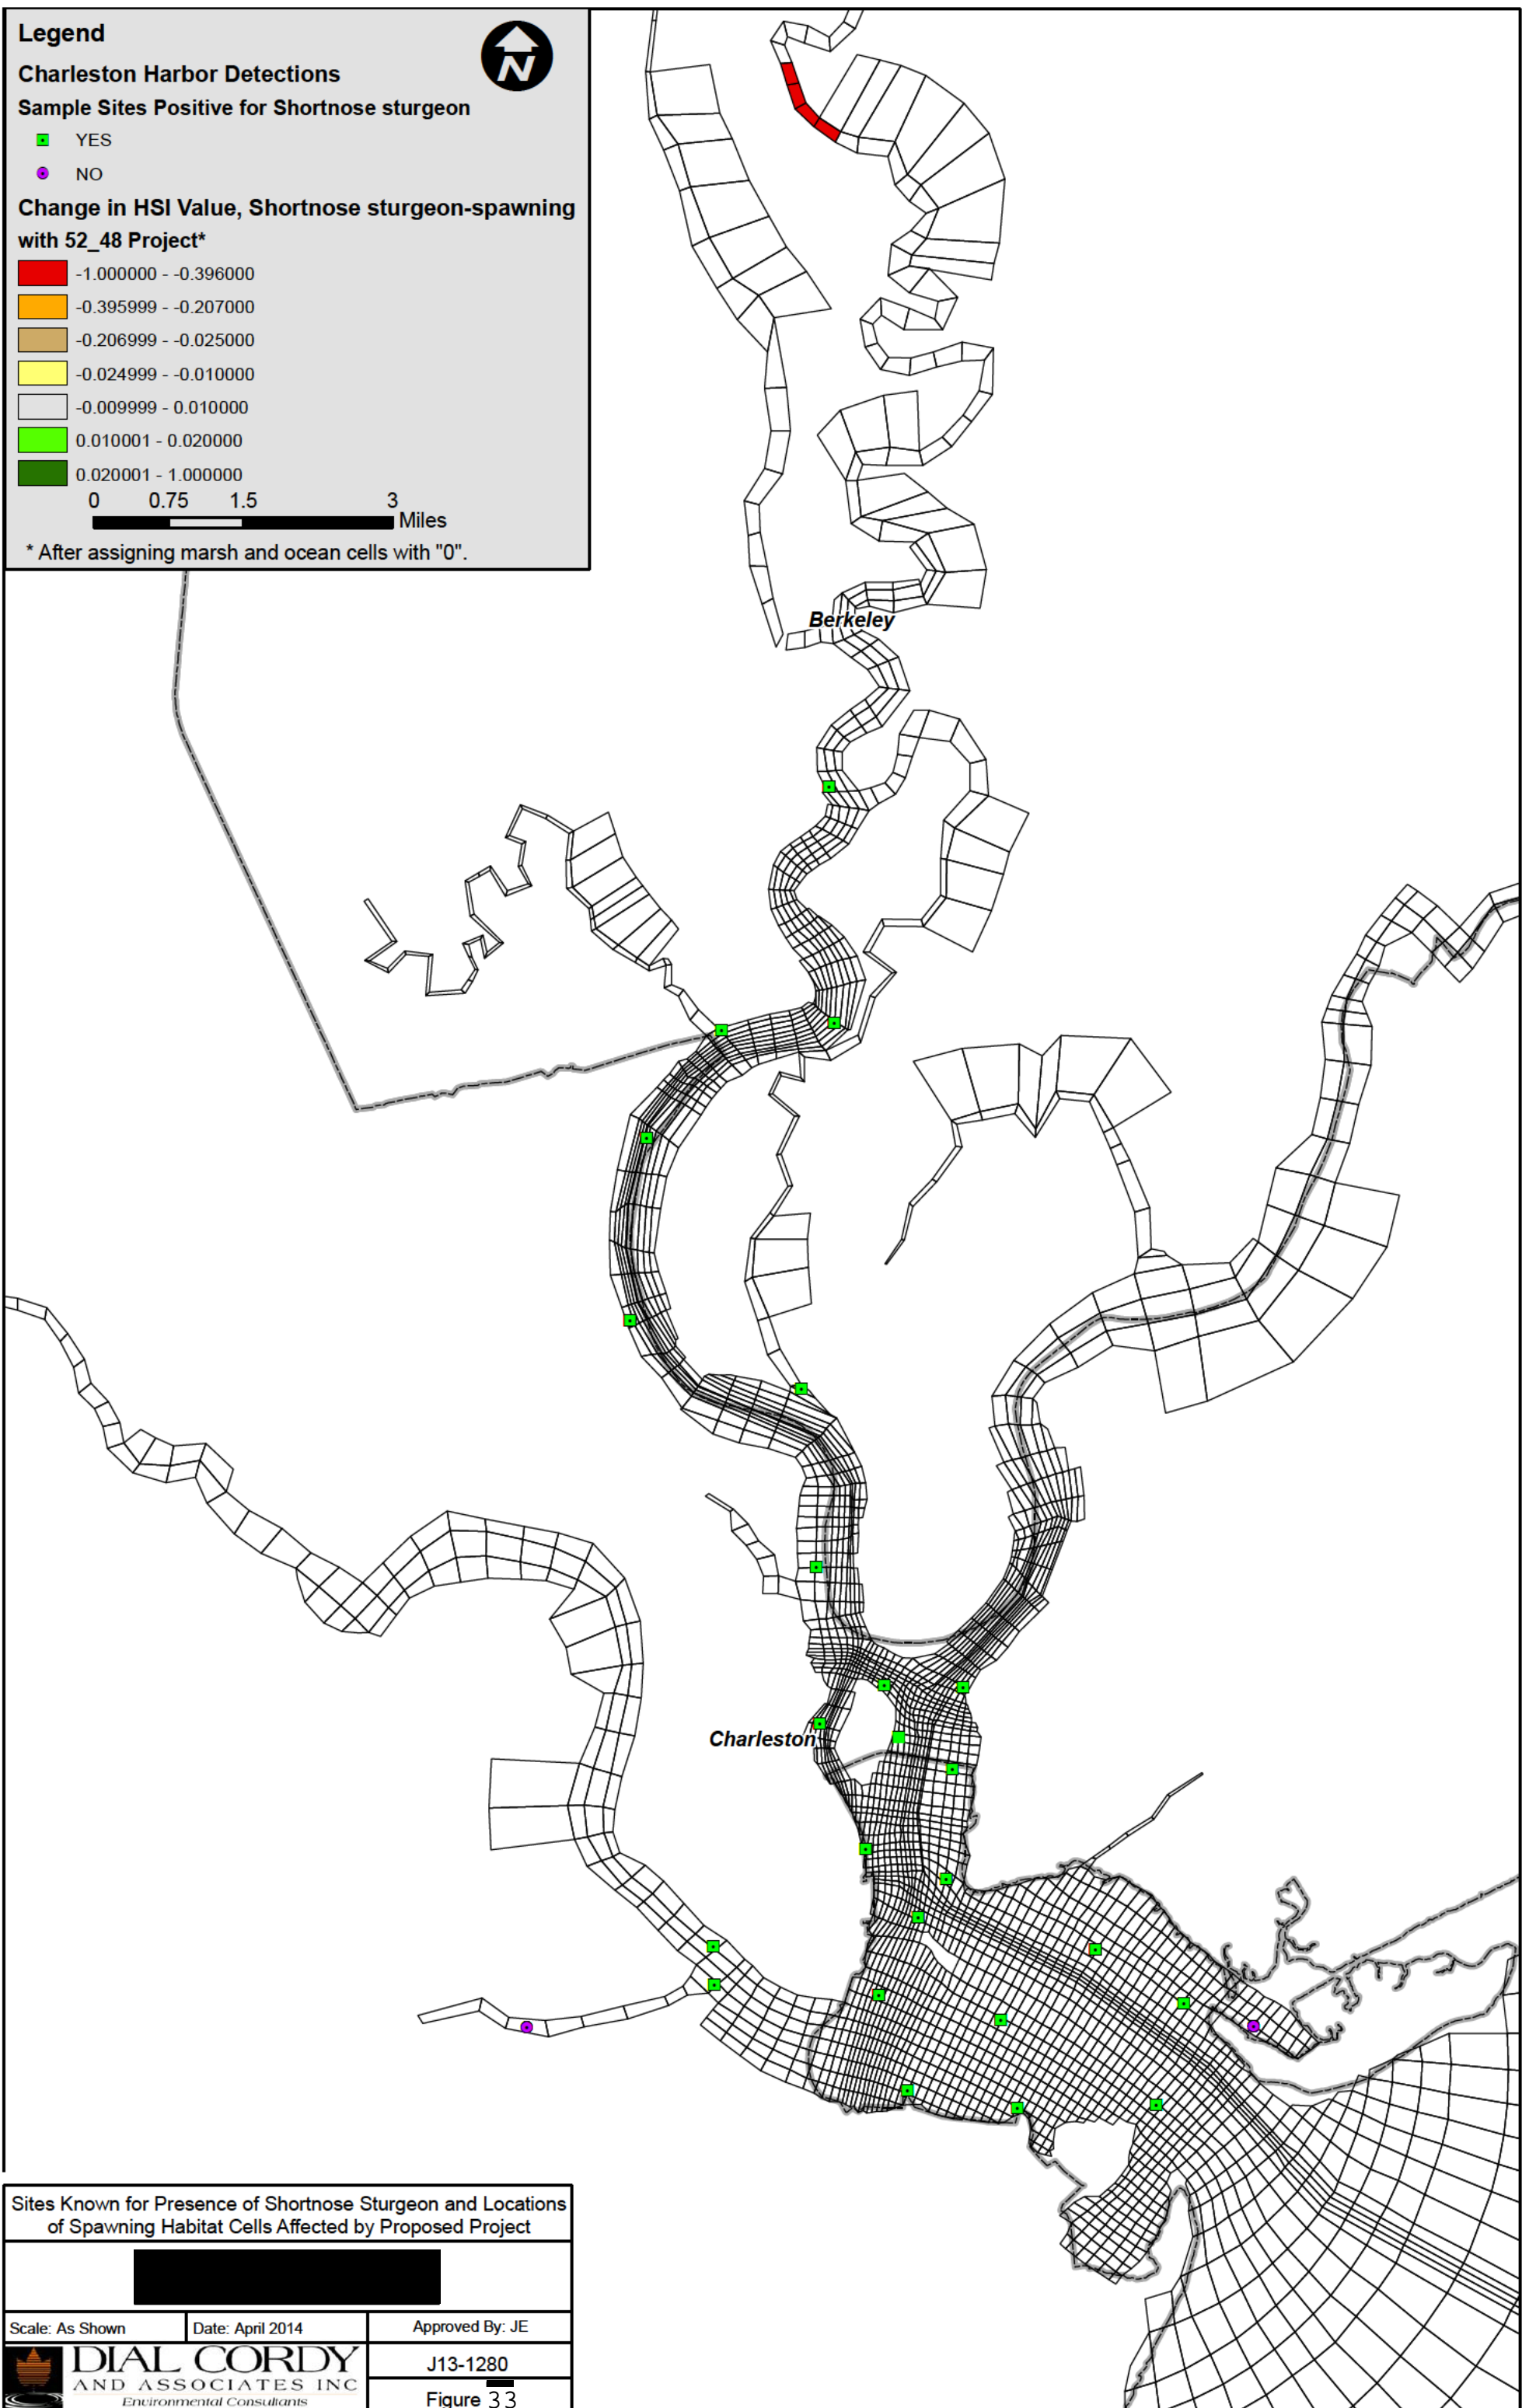 Legend
N
Charleston Harbor Detections
Sample Sites Positive for Shortnose sturgeon
YES
NO
Change in HSI Value, Shortnose sturgeon-spawning
with 52_48 Project*
-1.000000 - -0.396000
-0.395999 - -0.207000
-0.206999 - -0.025000
-0.024999 - -0.010000
-0.009999 - 0.010000
0.010001 - 0.020000
0.020001 - 1.000000
0 0.75 1.5 3
Miles
* After assigning marsh and ocean cells with "0".
Berkeley
Charleston
Sites Known for Presence of Shortnose Sturgeon and Locations
of Spawning Habitat Cells Affected by Proposed Project
Scale: As Shown Date: April 2014 Approved By: JE
DIAL CORDY
AND ASSOCIATES INC
Environmental Consultants
J13-1280
Figure 33